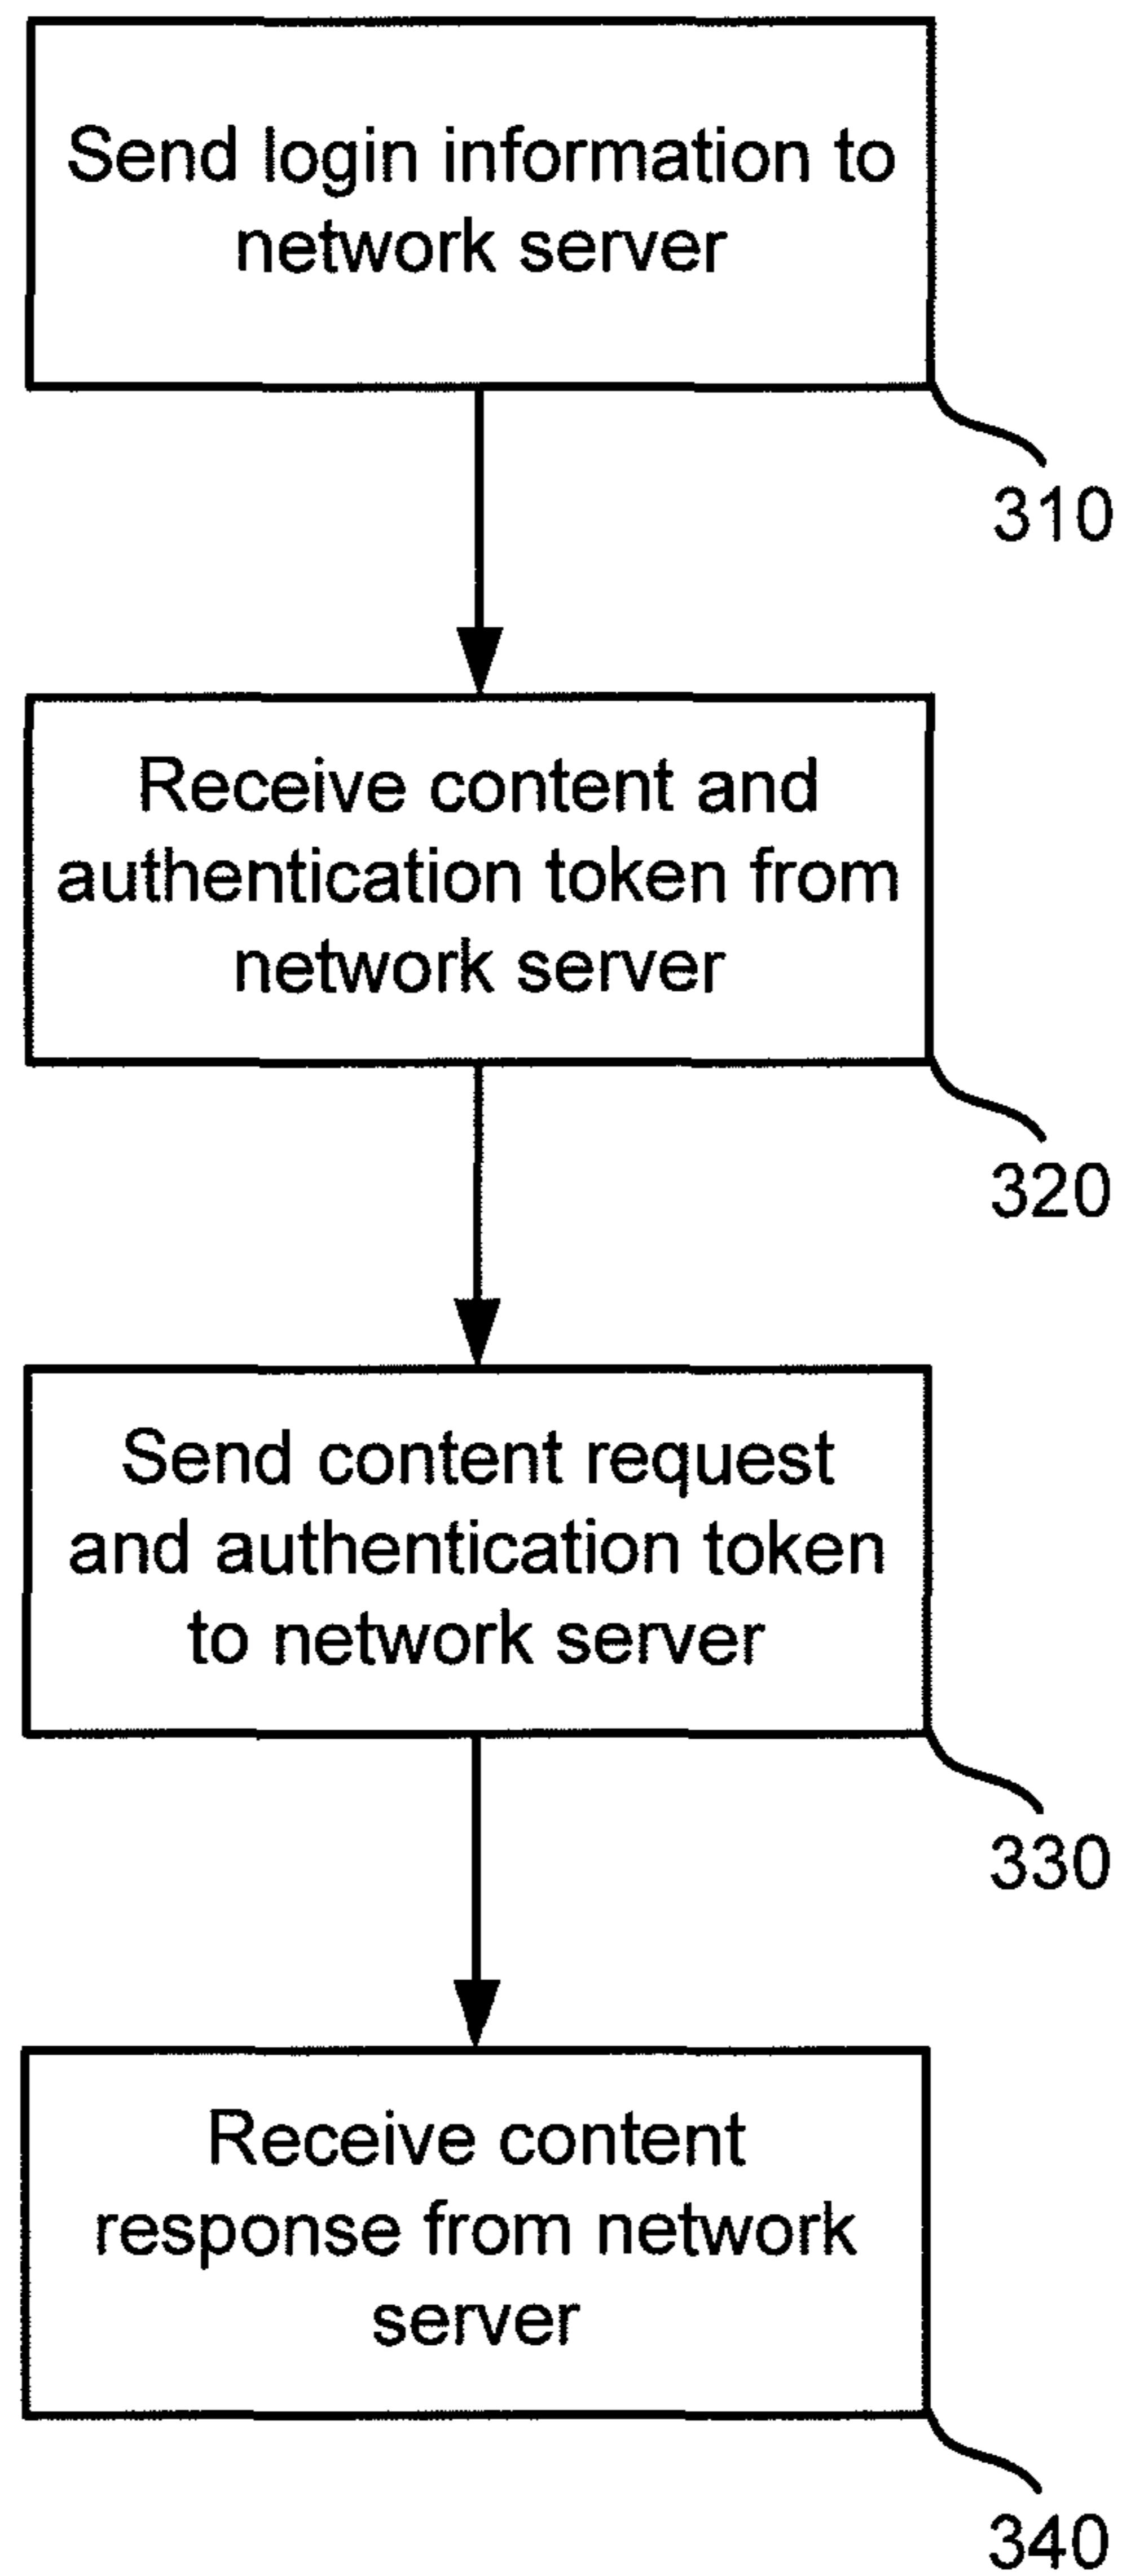 Send login information to
network server
310
Receive content and
authentication token from
network server
320
Send content request
and authentication token
to network server
330
Receive content
response from network
server
340